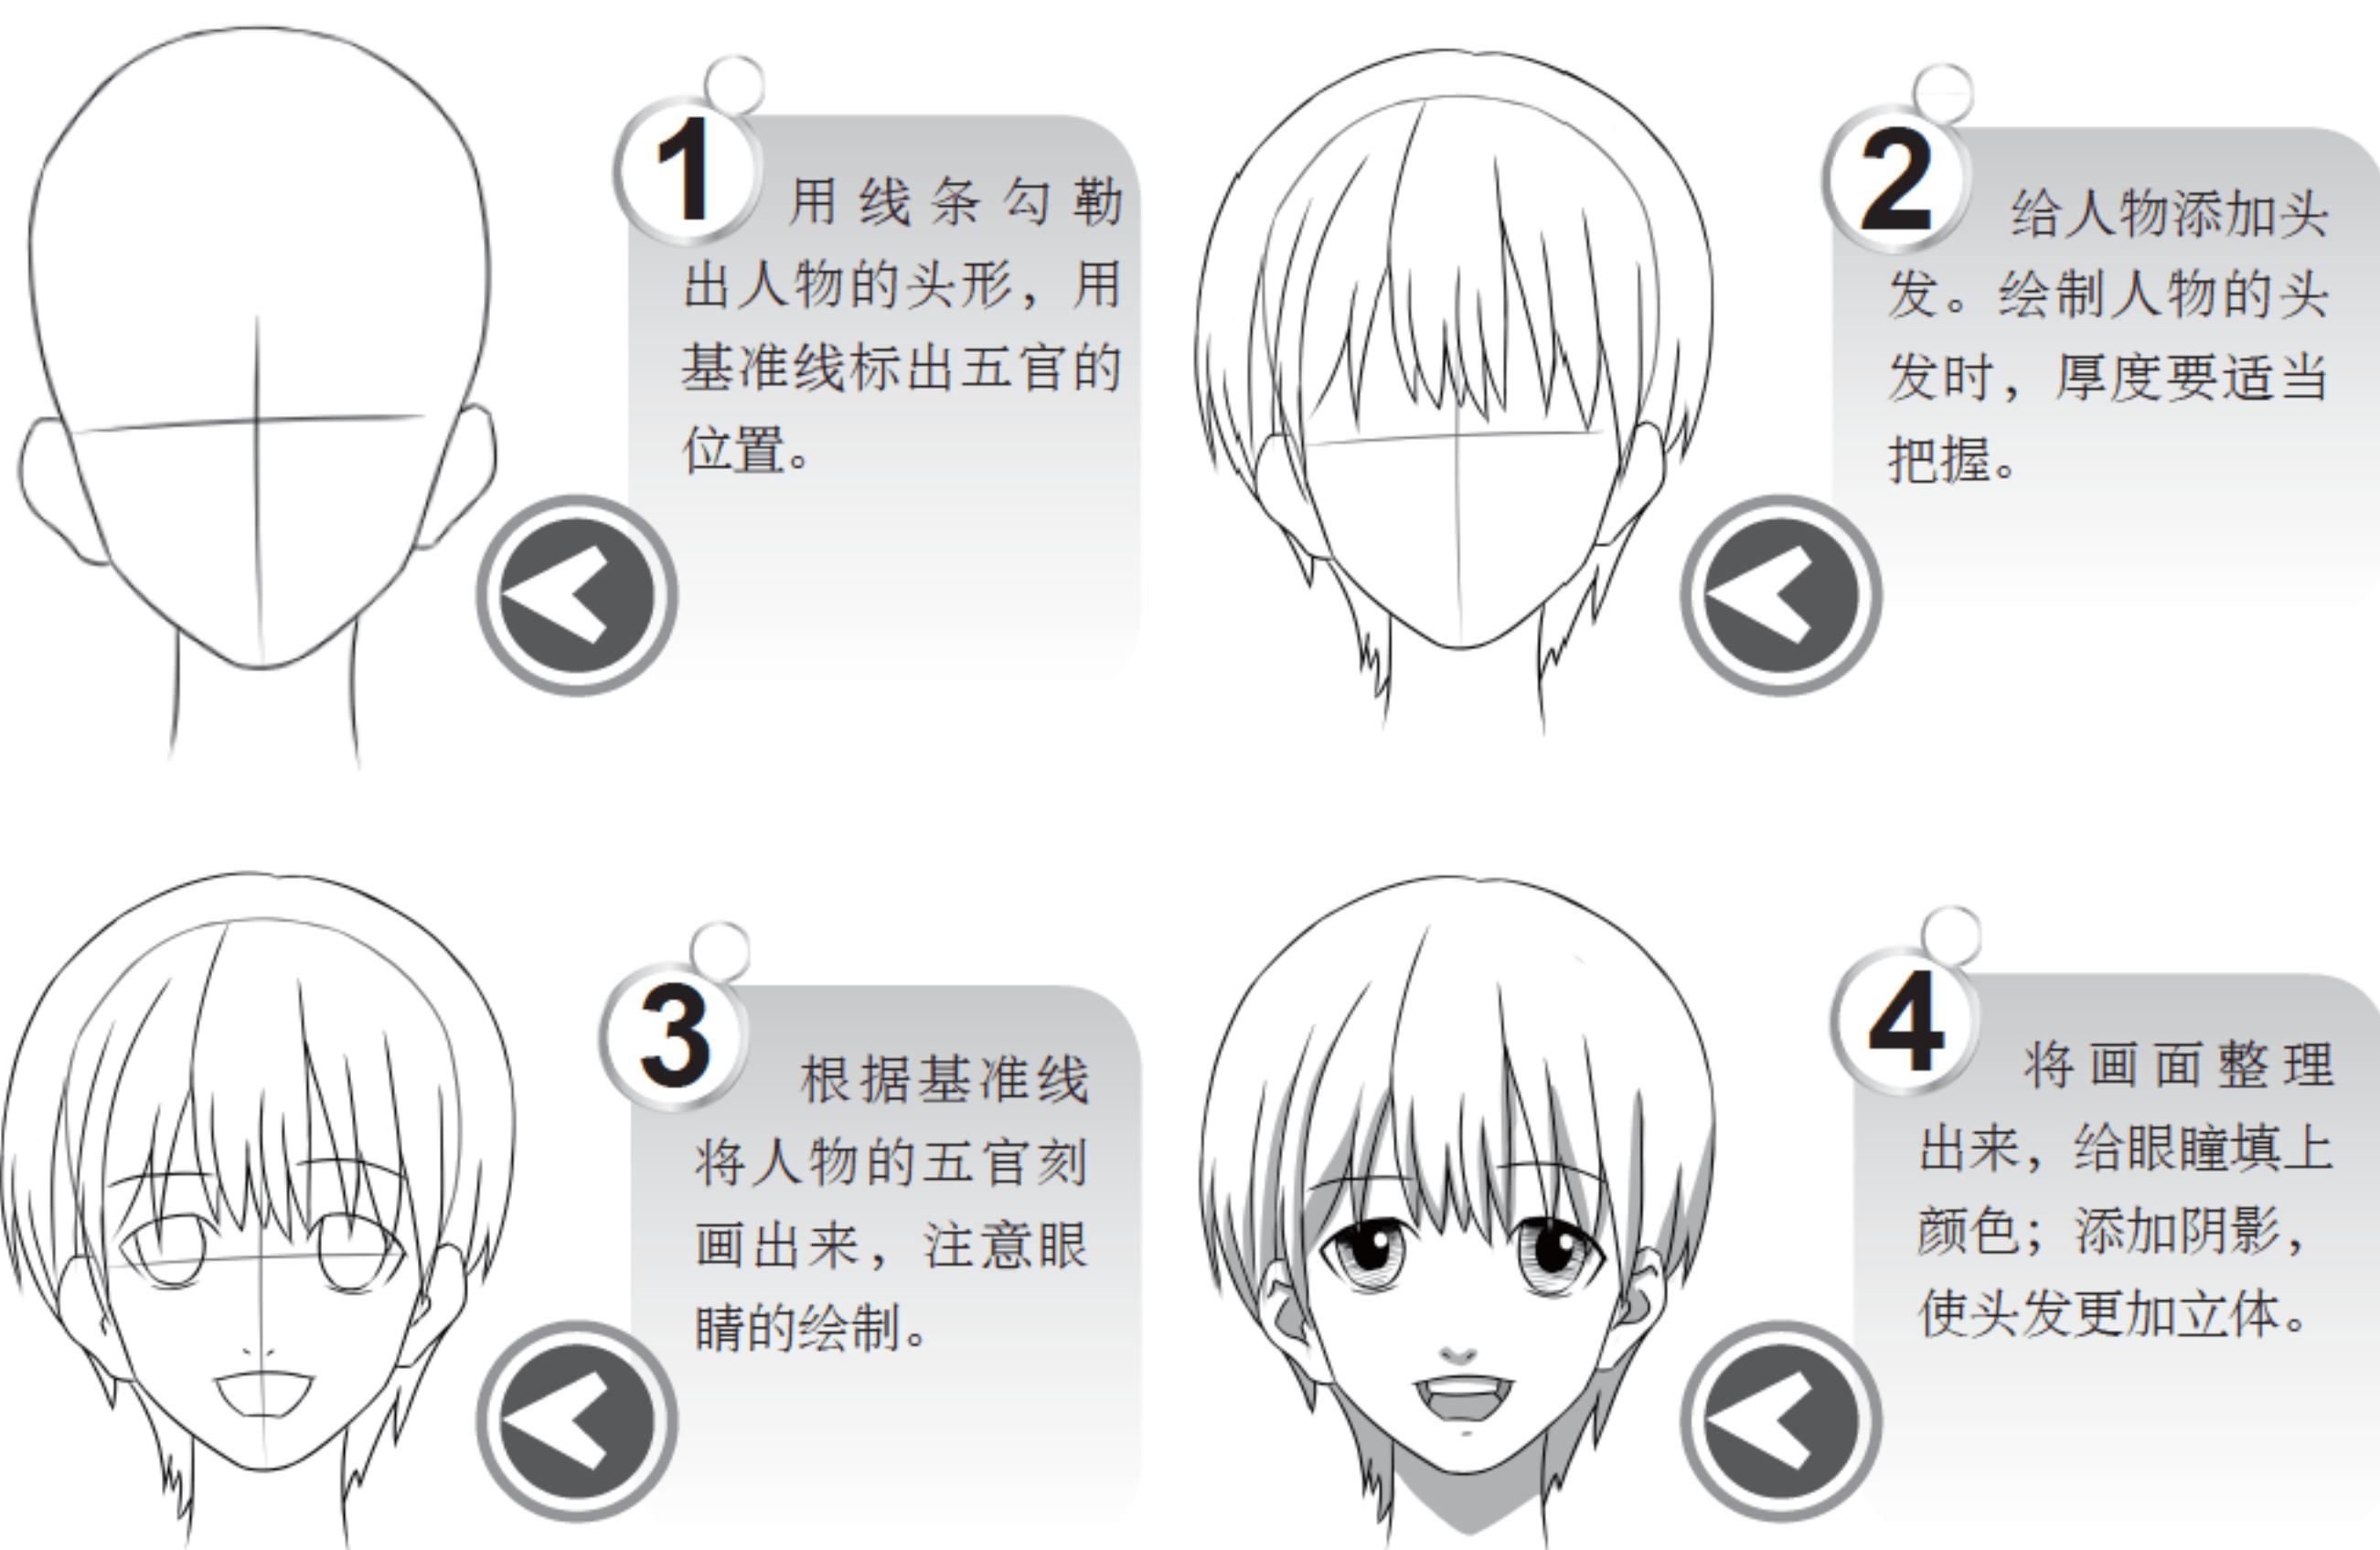 1
用线条勾勒
出人物的头形，用
基准线标出五官的
位置。
2
给人物添加头
发。绘制人物的头
发时，厚度要适当
把握。
3
根据基准线
将人物的五官刻
画出来，注意眼
睛的绘制。
4
将画面整理
出来，给眼瞳填上
颜色；添加阴影，
使头发更加立体。